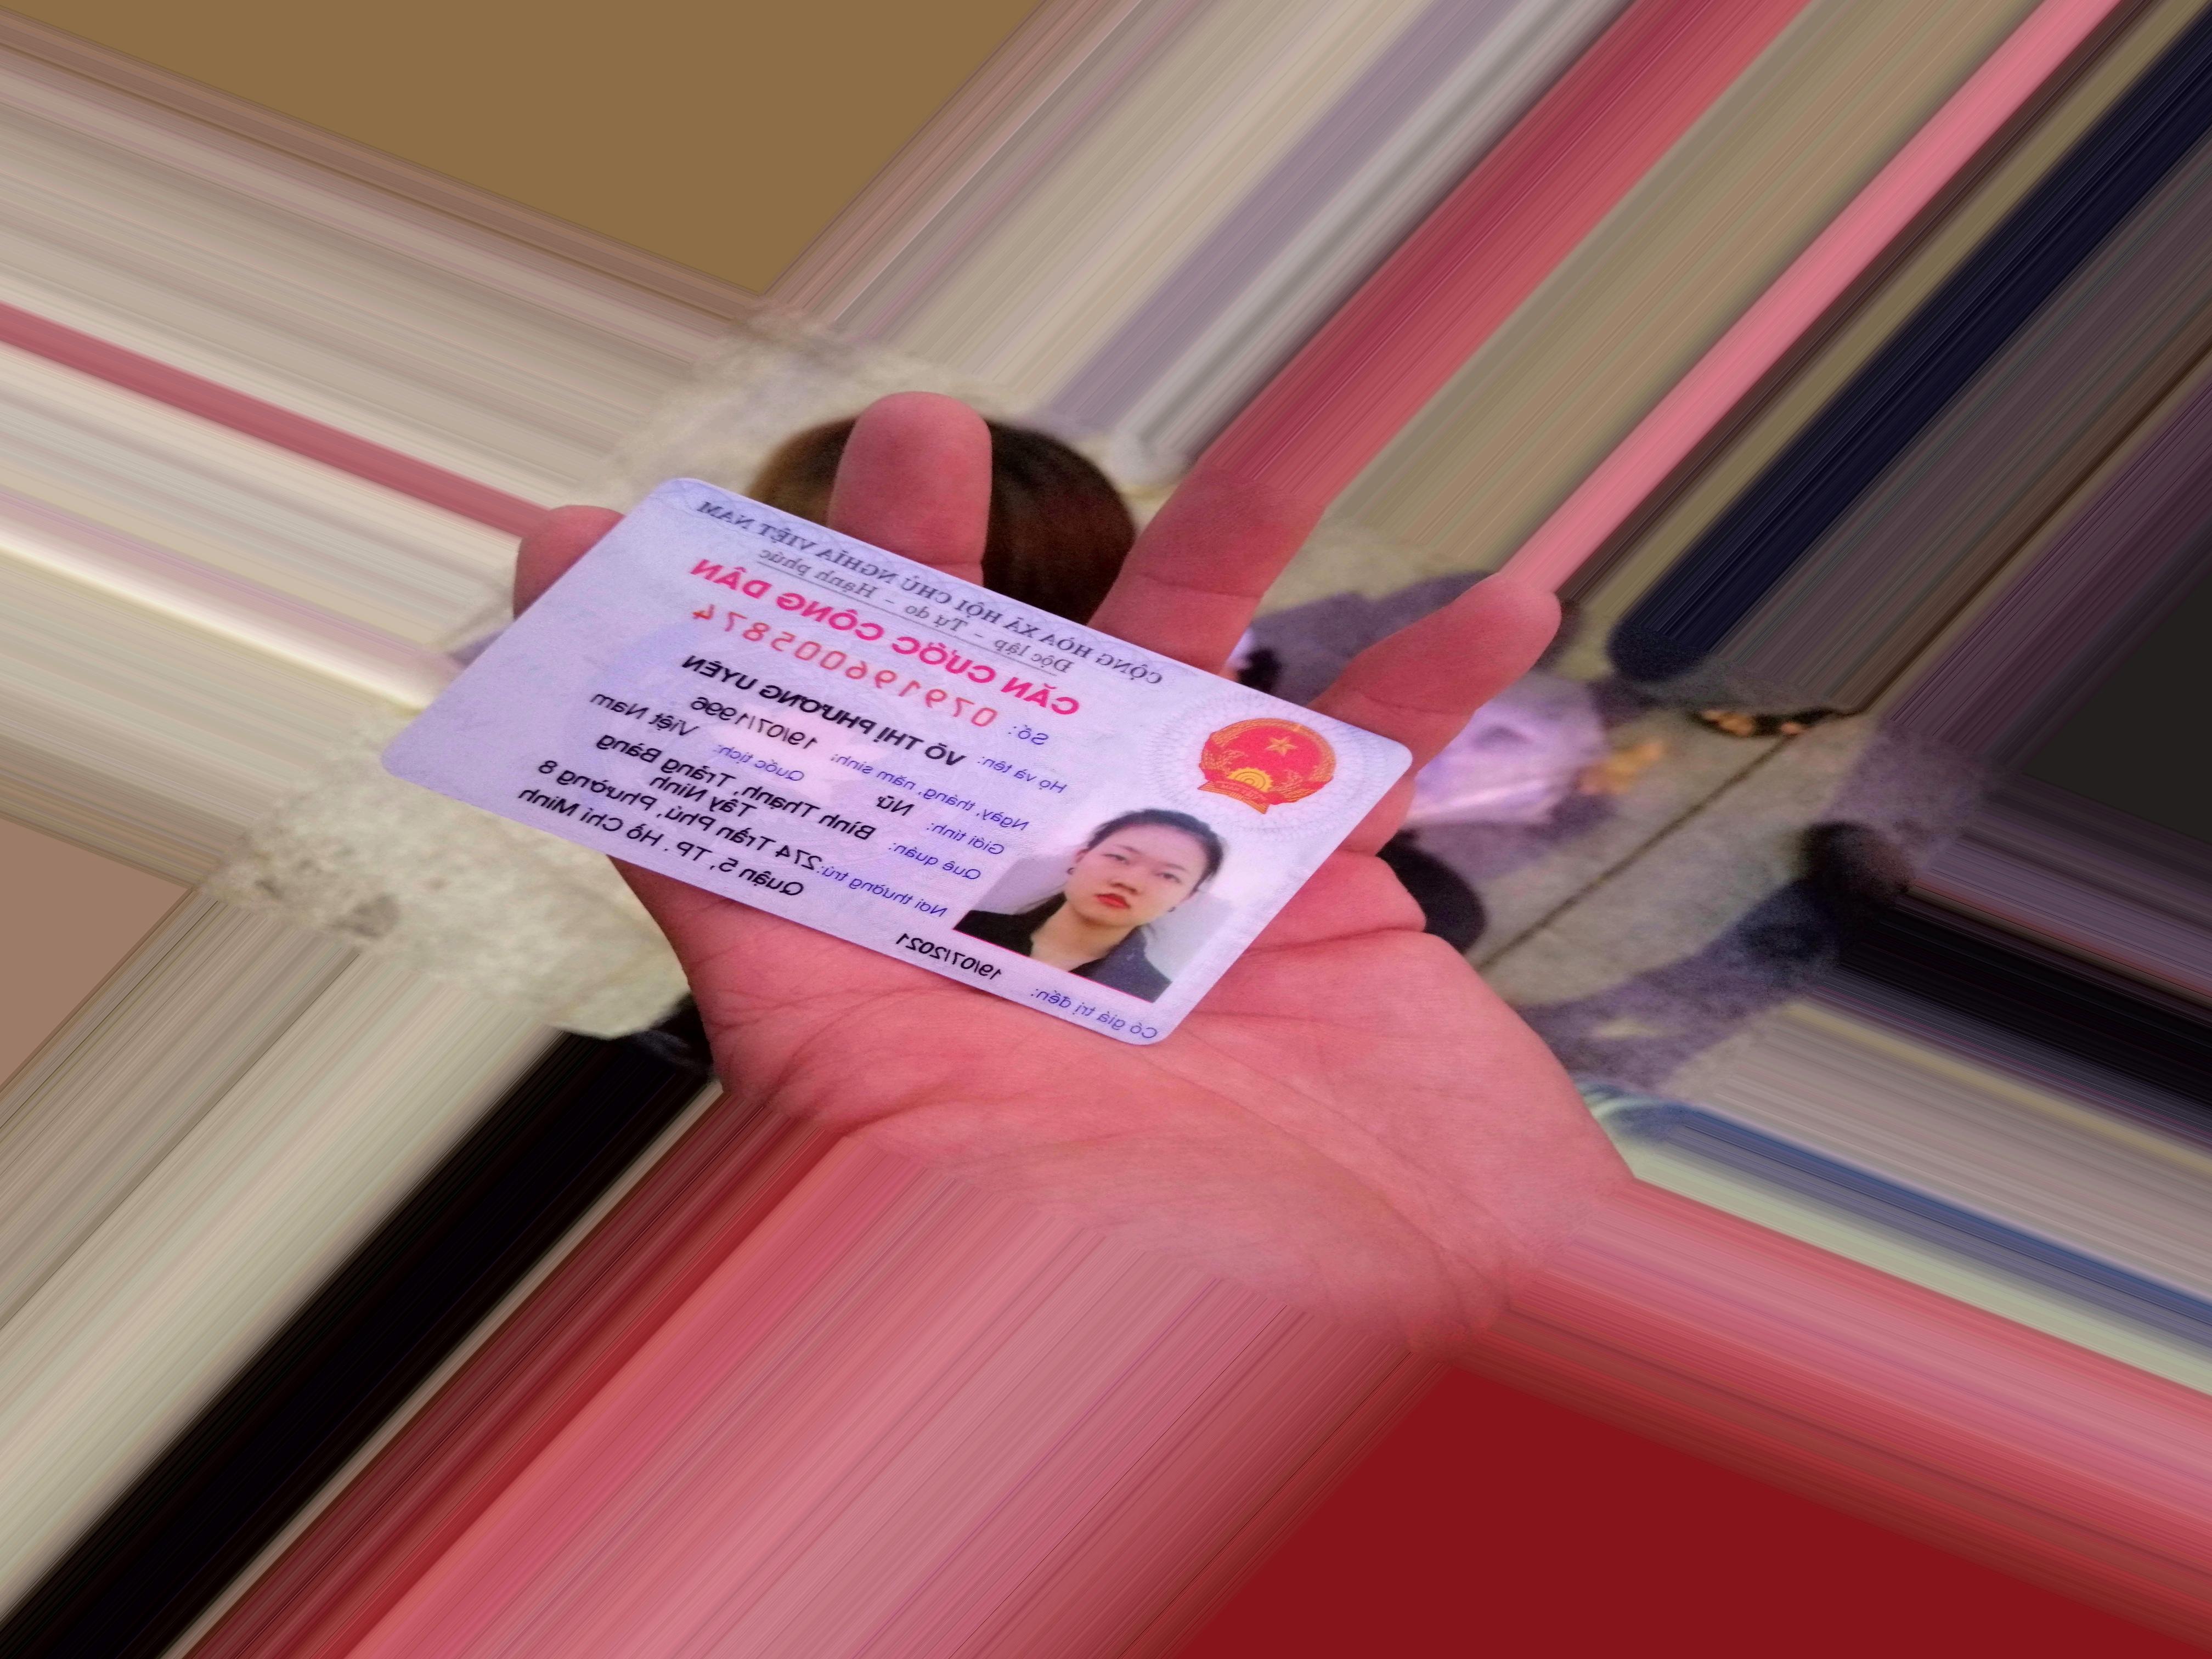 CỘNG HÒA XÃ HỘI CHỦ NGHĨA VIỆT NAM
Độc lập - Tự do - Hạnh phúc
CĂN CƯỚC CÔNG DÂN
Số: 079196005874
Họ và tên: VÕ THỊ PHƯƠNG UYÊN
Ngày, tháng, năm sinh: 19/07/1996
Giới tính: Nữ Quốc tịch: Việt Nam
Quê quán: Bình Thạnh, Trảng Bàng
Tây Ninh
Nơi thường trú: 274 Trần Phú, Phường 8
Quận 5, TP. Hồ Chí Minh
Có giá trị đến: 19/07/2021